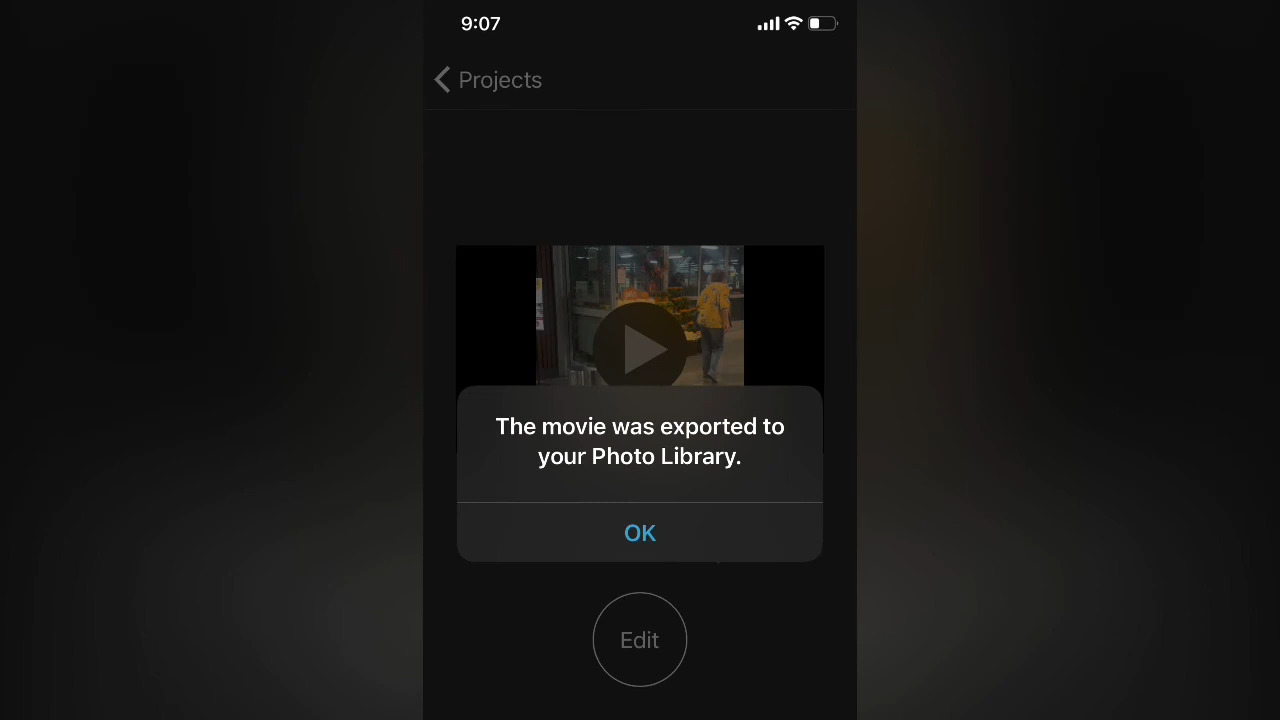 9:07
Projects
The movie was exported to
your Photo Library.
OK
Edit